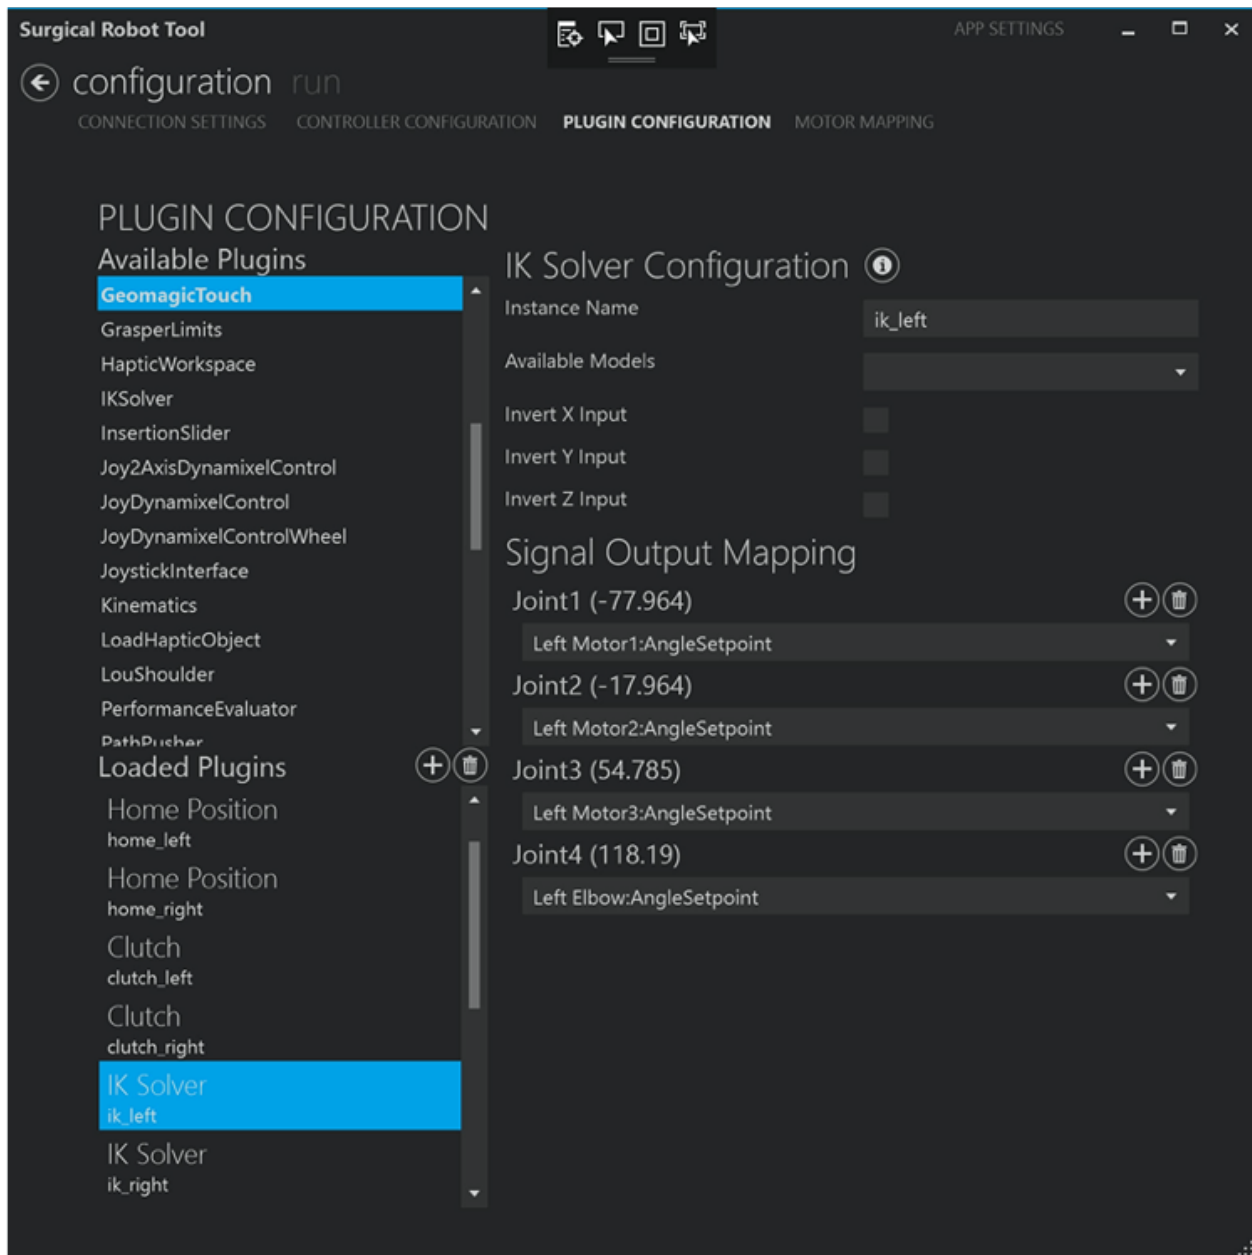 Surgical Robot Tool
APP SETTINGS
configuration run
CONNECTION SETTINGS CONTROLLER CONFIGURATION PLUGIN CONFIGURATION MOTOR MAPPING
PLUGIN CONFIGURATION
Available Plugins
GeomagicTouch
GrasperLimits
HapticWorkspace
IKSolver
InsertionSlider
Joy2AxisDynamixelControl
JoyDynamixelControl
JoyDynamixelControlWheel
JoystickInterface
Kinematics
LoadHapticObject
LouShoulder
PerformanceEvaluator
PathPusher
Loaded Plugins
Home Position
home_left
Home Position
home_right
Clutch
clutch_left
Clutch
clutch_right
IK Solver
ik_left
IK Solver
ik_right
IK Solver Configuration
Instance Name
ik_left
Available Models
Invert X Input
Invert Y Input
Invert Z Input
Signal Output Mapping
Joint1 (-77.964)
Left Motor1:AngleSetpoint
Joint2 (-17.964)
Left Motor2:AngleSetpoint
Joint3 (54.785)
Left Motor3:AngleSetpoint
Joint4 (118.19)
Left Elbow:AngleSetpoint